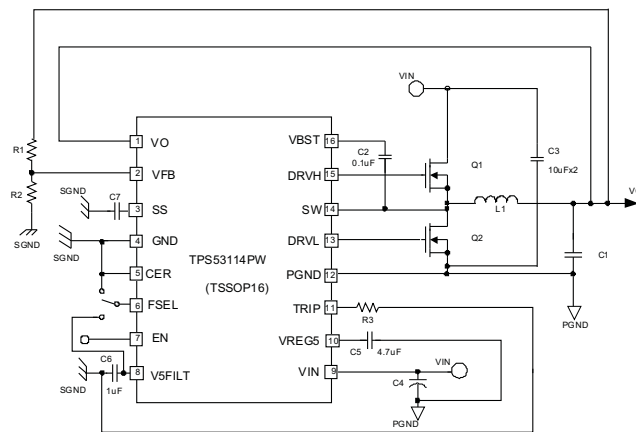 VIN
R1
R2
SGND
1 VO
2 VFB
SGND
C7
3 SS
SGND
4 GND
5 CER
6 FSEL
7 EN
SGND
C6
1uF
8 V5FILT
TPS53114PW
(TSSOP16)
VBST 16
DRVH 15
SW 14
DRVL 13
PGND 12
TRIP 11
VREG5 10
VIN 9
C2
0.1uF
Q1
Q2
C3
10uFx2
L1
C1
PGND
R3
C5
4.7uF
VIN
C4
PGND